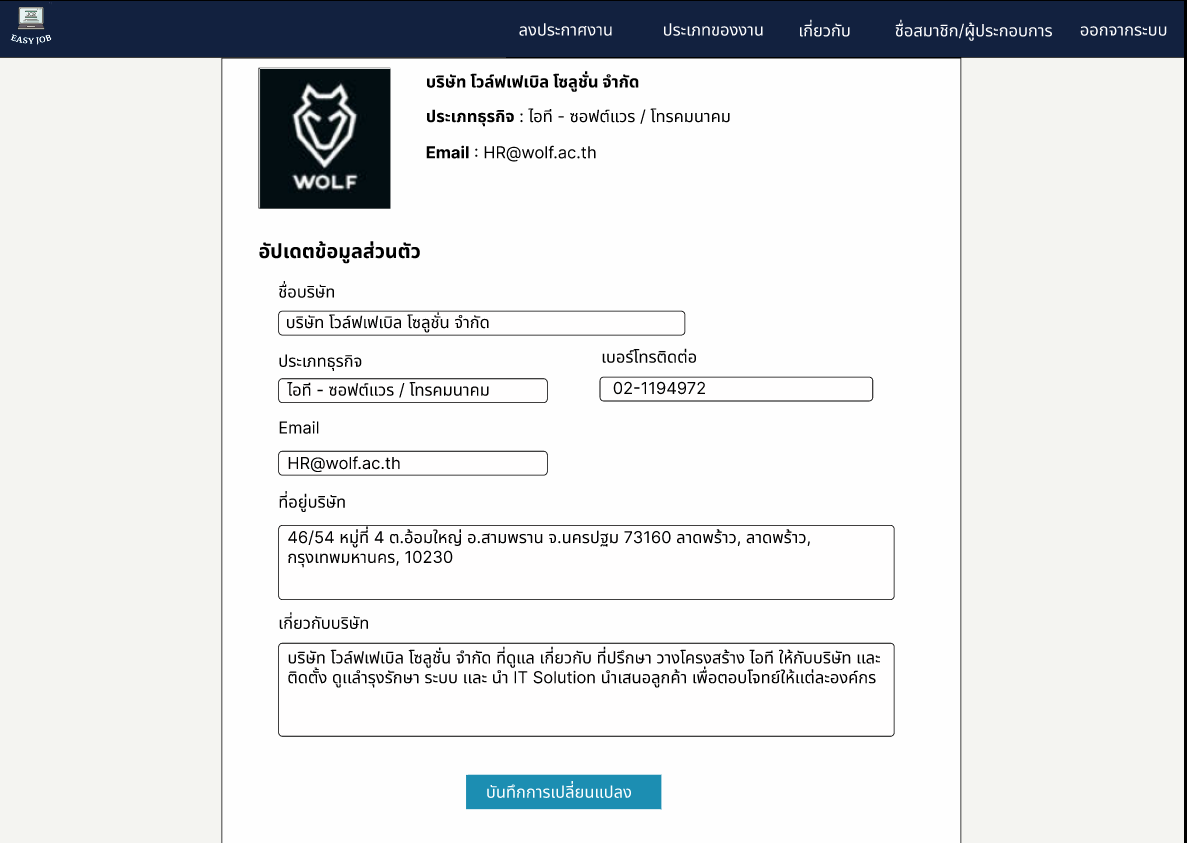 EASY JOB
ลงประกาศงาน ประเภทของงาน เกี่ยวกับ ชื่อสมาชิก/ผู้ประกอบการ ออกจากระบบ
WOLF
บริษัท โวล์ฟเฟเบิล โซลูชั่น จำกัด
ประเภทธุรกิจ : ไอที - ซอฟต์แวร / โทรคมนาคม
Email : HR@wolf.ac.th
อัปเดตข้อมูลส่วนตัว
ชื่อบริษัท
บริษัท โวล์ฟเฟเบิล โซลูชั่น จำกัด
ประเภทธุรกิจ
ไอที - ซอฟต์แวร / โทรคมนาคม
เบอร์โทรติดต่อ
02-1194972
Email
HR@wolf.ac.th
ที่อยู่บริษัท
46/54 หมู่ที่ 4 ต.อ้อมใหญ่ อ.สามพราน จ.นครปฐม 73160 ลาดพร้าว, ลาดพร้าว,
กรุงเทพมหานคร, 10230
เกี่ยวกับบริษัท
บริษัท โวล์ฟเฟเบิล โซลูชั่น จำกัด ที่ดูแล เกี่ยวกับ ที่ปรึกษา วางโครงสร้าง ไอที ให้กับบริษัท และ
ติดตั้ง ดูแลำรุงรักษา ระบบ และ นำ IT Solution นำเสนอลูกค้า เพื่อตอบโจทย์ให้แต่ละองค์กร
บันทึกการเปลี่ยนแปลง